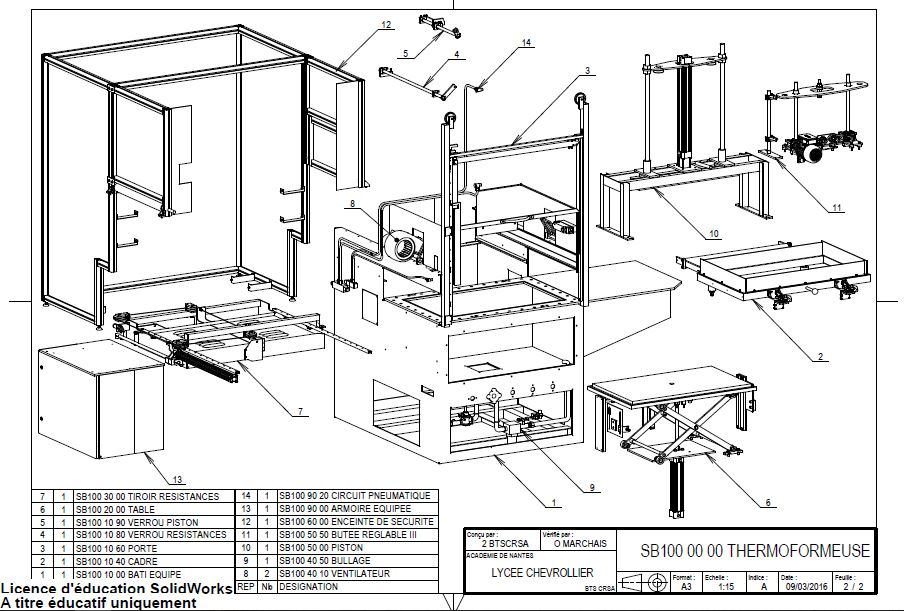 12
5
4
14
3
8
10
11
2
7
13
1
9
6
7 1 SB100 30 00 TIROIR RESISTANCES
6 1 SB100 20 00 TABLE
5 1 SB100 10 90 VERROU PISTON
4 1 SB100 10 80 VERROU RESISTANCES
3 1 SB100 10 60 PORTE
2 1 SB100 10 40 CADRE
1 1 SB100 10 00 BATI EQUIPE
14 1 SB100 90 20 CIRCUIT PNEUMATIQUE
13 1 SB100 90 00 ARMOIRE EQUIPEE
12 1 SB100 60 00 ENCEINTE DE SECURITE
11 1 SB100 50 50 BUTEE REGLABLE III
10 1 SB100 50 00 PISTON
9 1 SB100 40 50 BULLAGE
8 2 SB100 40 10 VENTILATEUR
REP Nb DESIGNATION
Conçu par :
2 BTSCRSA
Vérifié par :
O MARCHAIS
ACADEMIE DE NANTES
LYCEE CHEVROLLIER
BTS CRSA
SB100 00 00 THERMOFORMEUSE
Format : A3
Echelle : 1:15
Indice : A
Date : 09/03/2016
Feuille : 2 / 2
Licence d'éducation SolidWorks
A titre éducatif uniquement